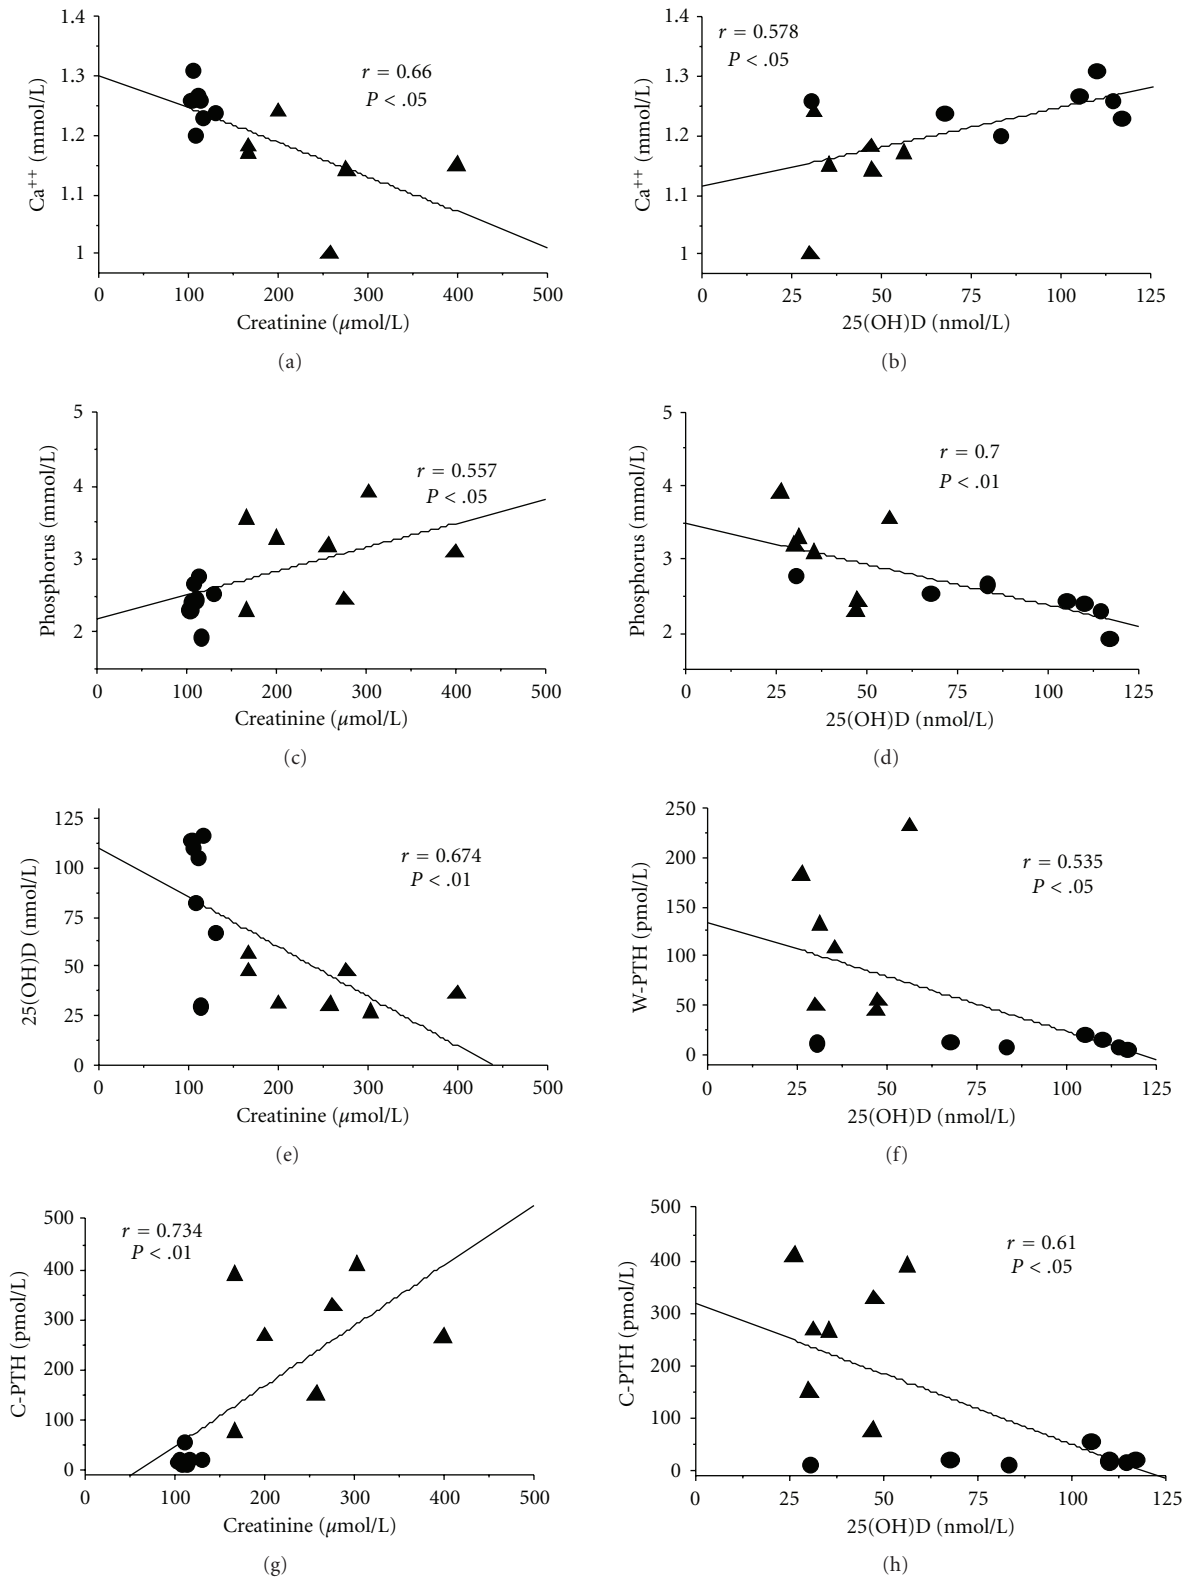 1.4
1.3
1.2
1.1
1
Ca++ (mmol/L)
r = 0.66
P < .05
0 100 200 300 400 500
Creatinine (μmol/L)
(a)
1.4
1.3
1.2
1.1
1
Ca++ (mmol/L)
r = 0.578
P < .05
0 25 50 75 100 125
25(OH)D (nmol/L)
(b)
5
4
3
2
Phosphorus (mmol/L)
r = 0.557
P < .05
0 100 200 300 400 500
Creatinine (μmol/L)
(c)
5
4
3
2
Phosphorus (mmol/L)
r = 0.7
P < .01
0 25 50 75 100 125
25(OH)D (nmol/L)
(d)
125
100
75
50
25
0
25(OH)D (nmol/L)
r = 0.674
P < .01
0 100 200 300 400 500
Creatinine (μmol/L)
(e)
250
200
150
100
50
0
W-PTH (pmol/L)
r = 0.535
P < .05
0 25 50 75 100 125
25(OH)D (nmol/L)
(f)
500
400
300
200
100
0
C-PTH (pmol/L)
r = 0.734
P < .01
0 100 200 300 400 500
Creatinine (μmol/L)
(g)
500
400
300
200
100
0
C-PTH (pmol/L)
r = 0.61
P < .05
0 25 50 75 100 125
25(OH)D (nmol/L)
(h)